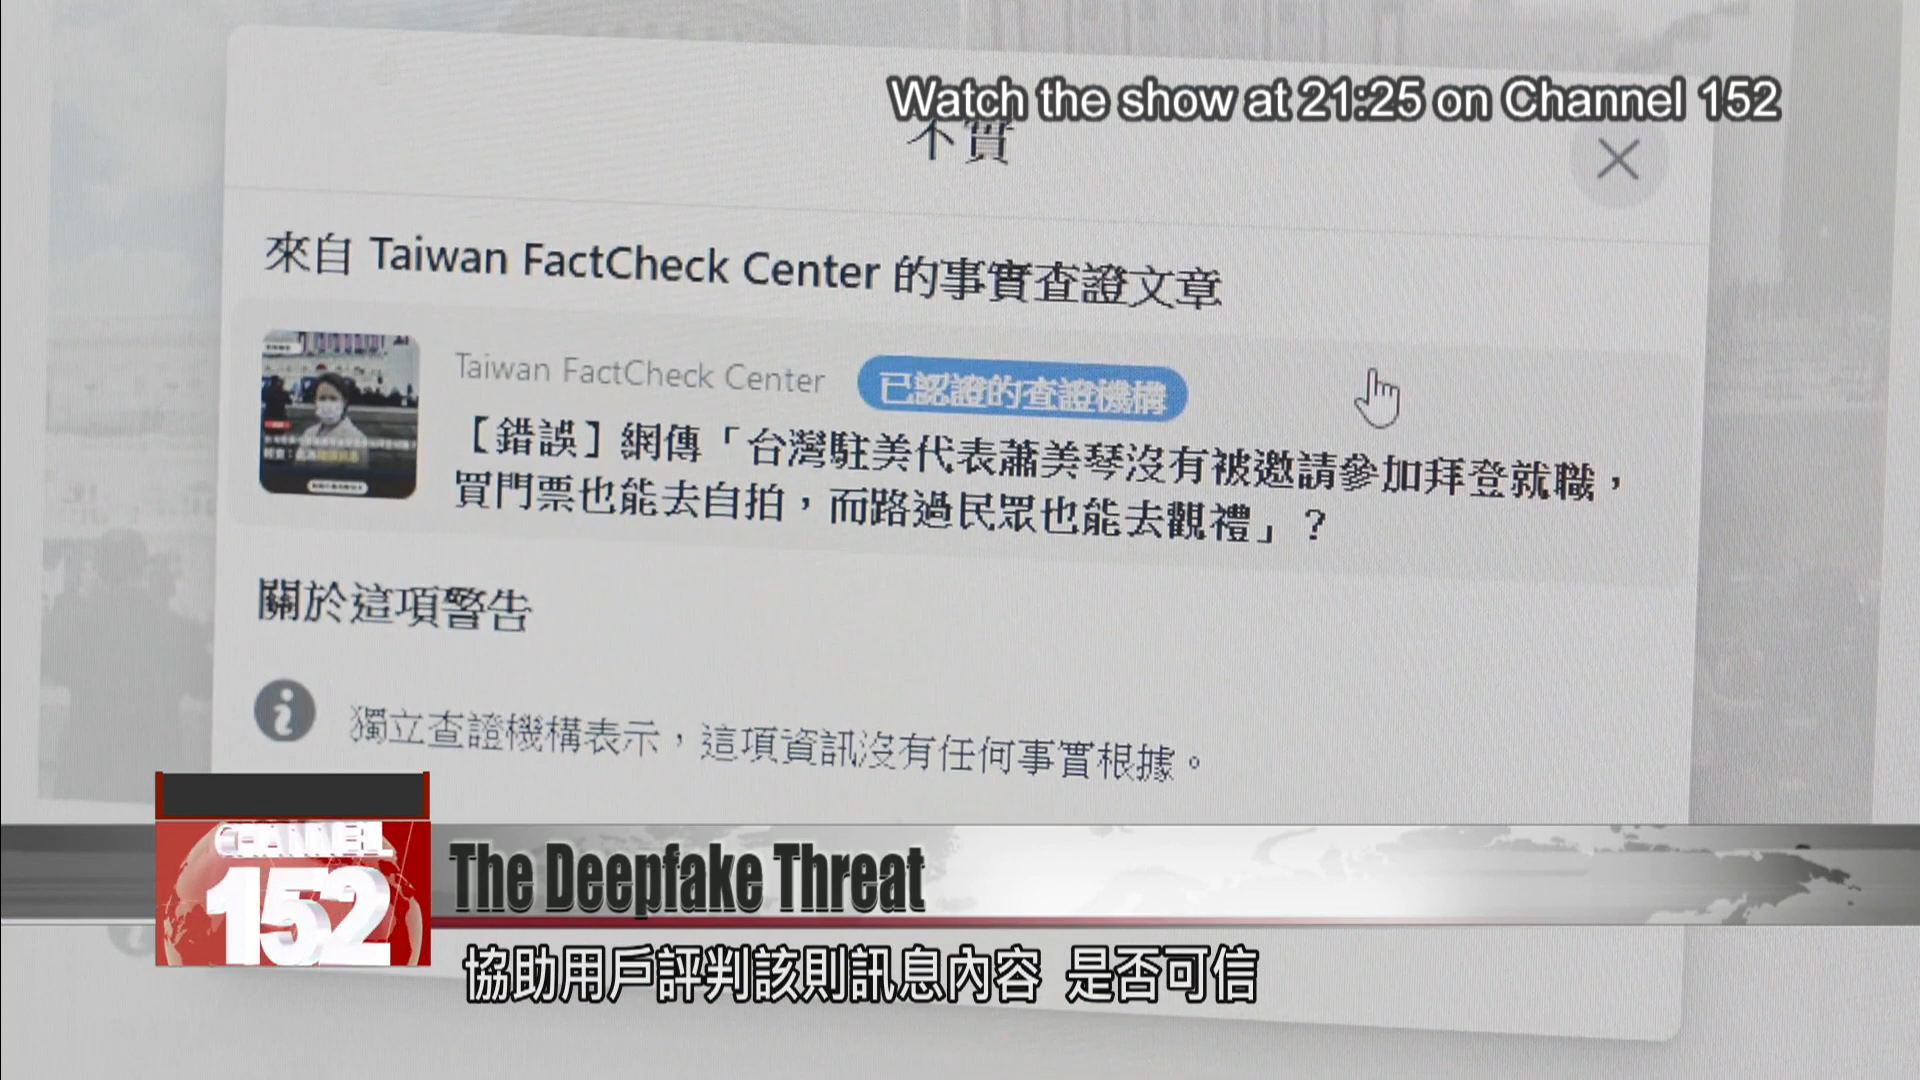 Watch the show at 21:25 on Channel 152
不實
來自 Taiwan FactCheck Center 的事實查證文章
Taiwan FactCheck Center 已認證的查證機構
【錯誤】網傳「台灣駐美代表蕭美琴沒有被邀請參加拜登就職，
買門票也能去自拍，而路過民眾也能去觀禮」？
關於這項警告
獨立查證機構表示，這項資訊沒有任何事實根據。
CHANNEL
152
The Deepfake Threat
協助用戶評判該則訊息內容 是否可信